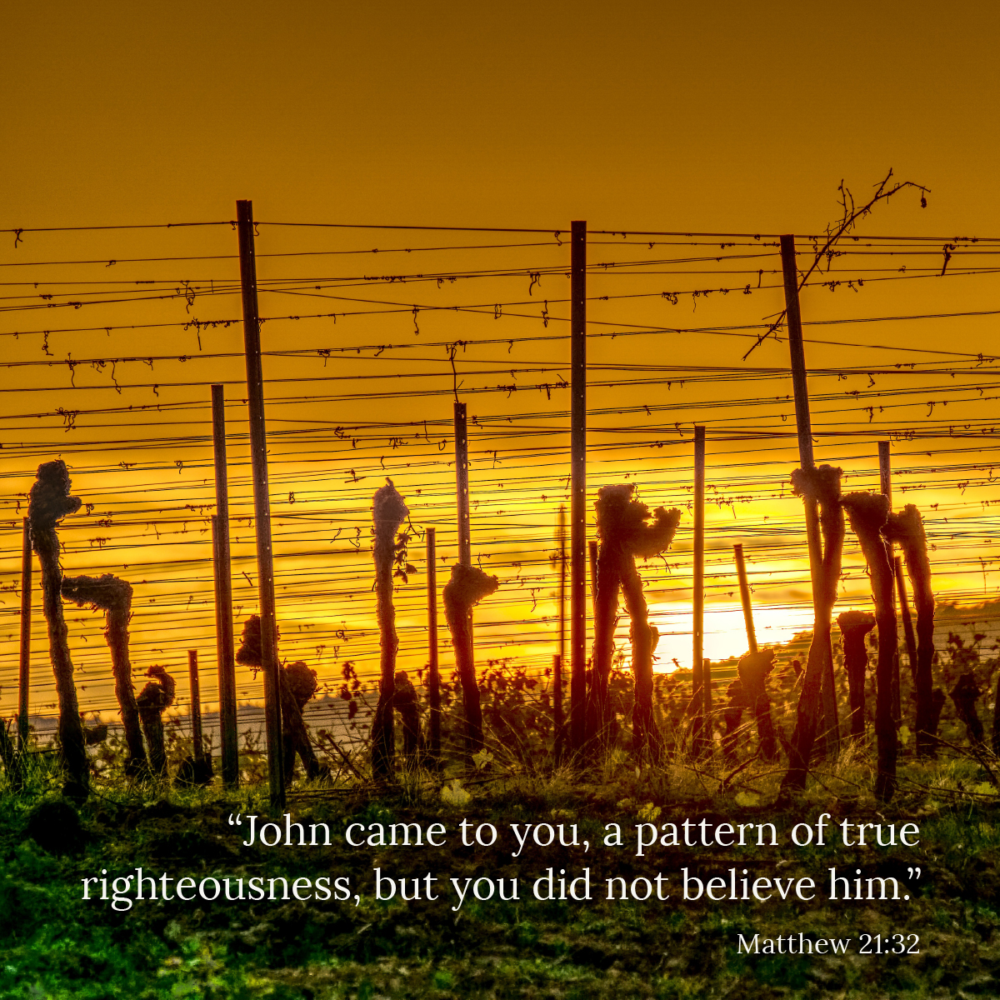 “John came to you, a pattern of true
righteousness, but you did not believe him.”
Matthew 21:32